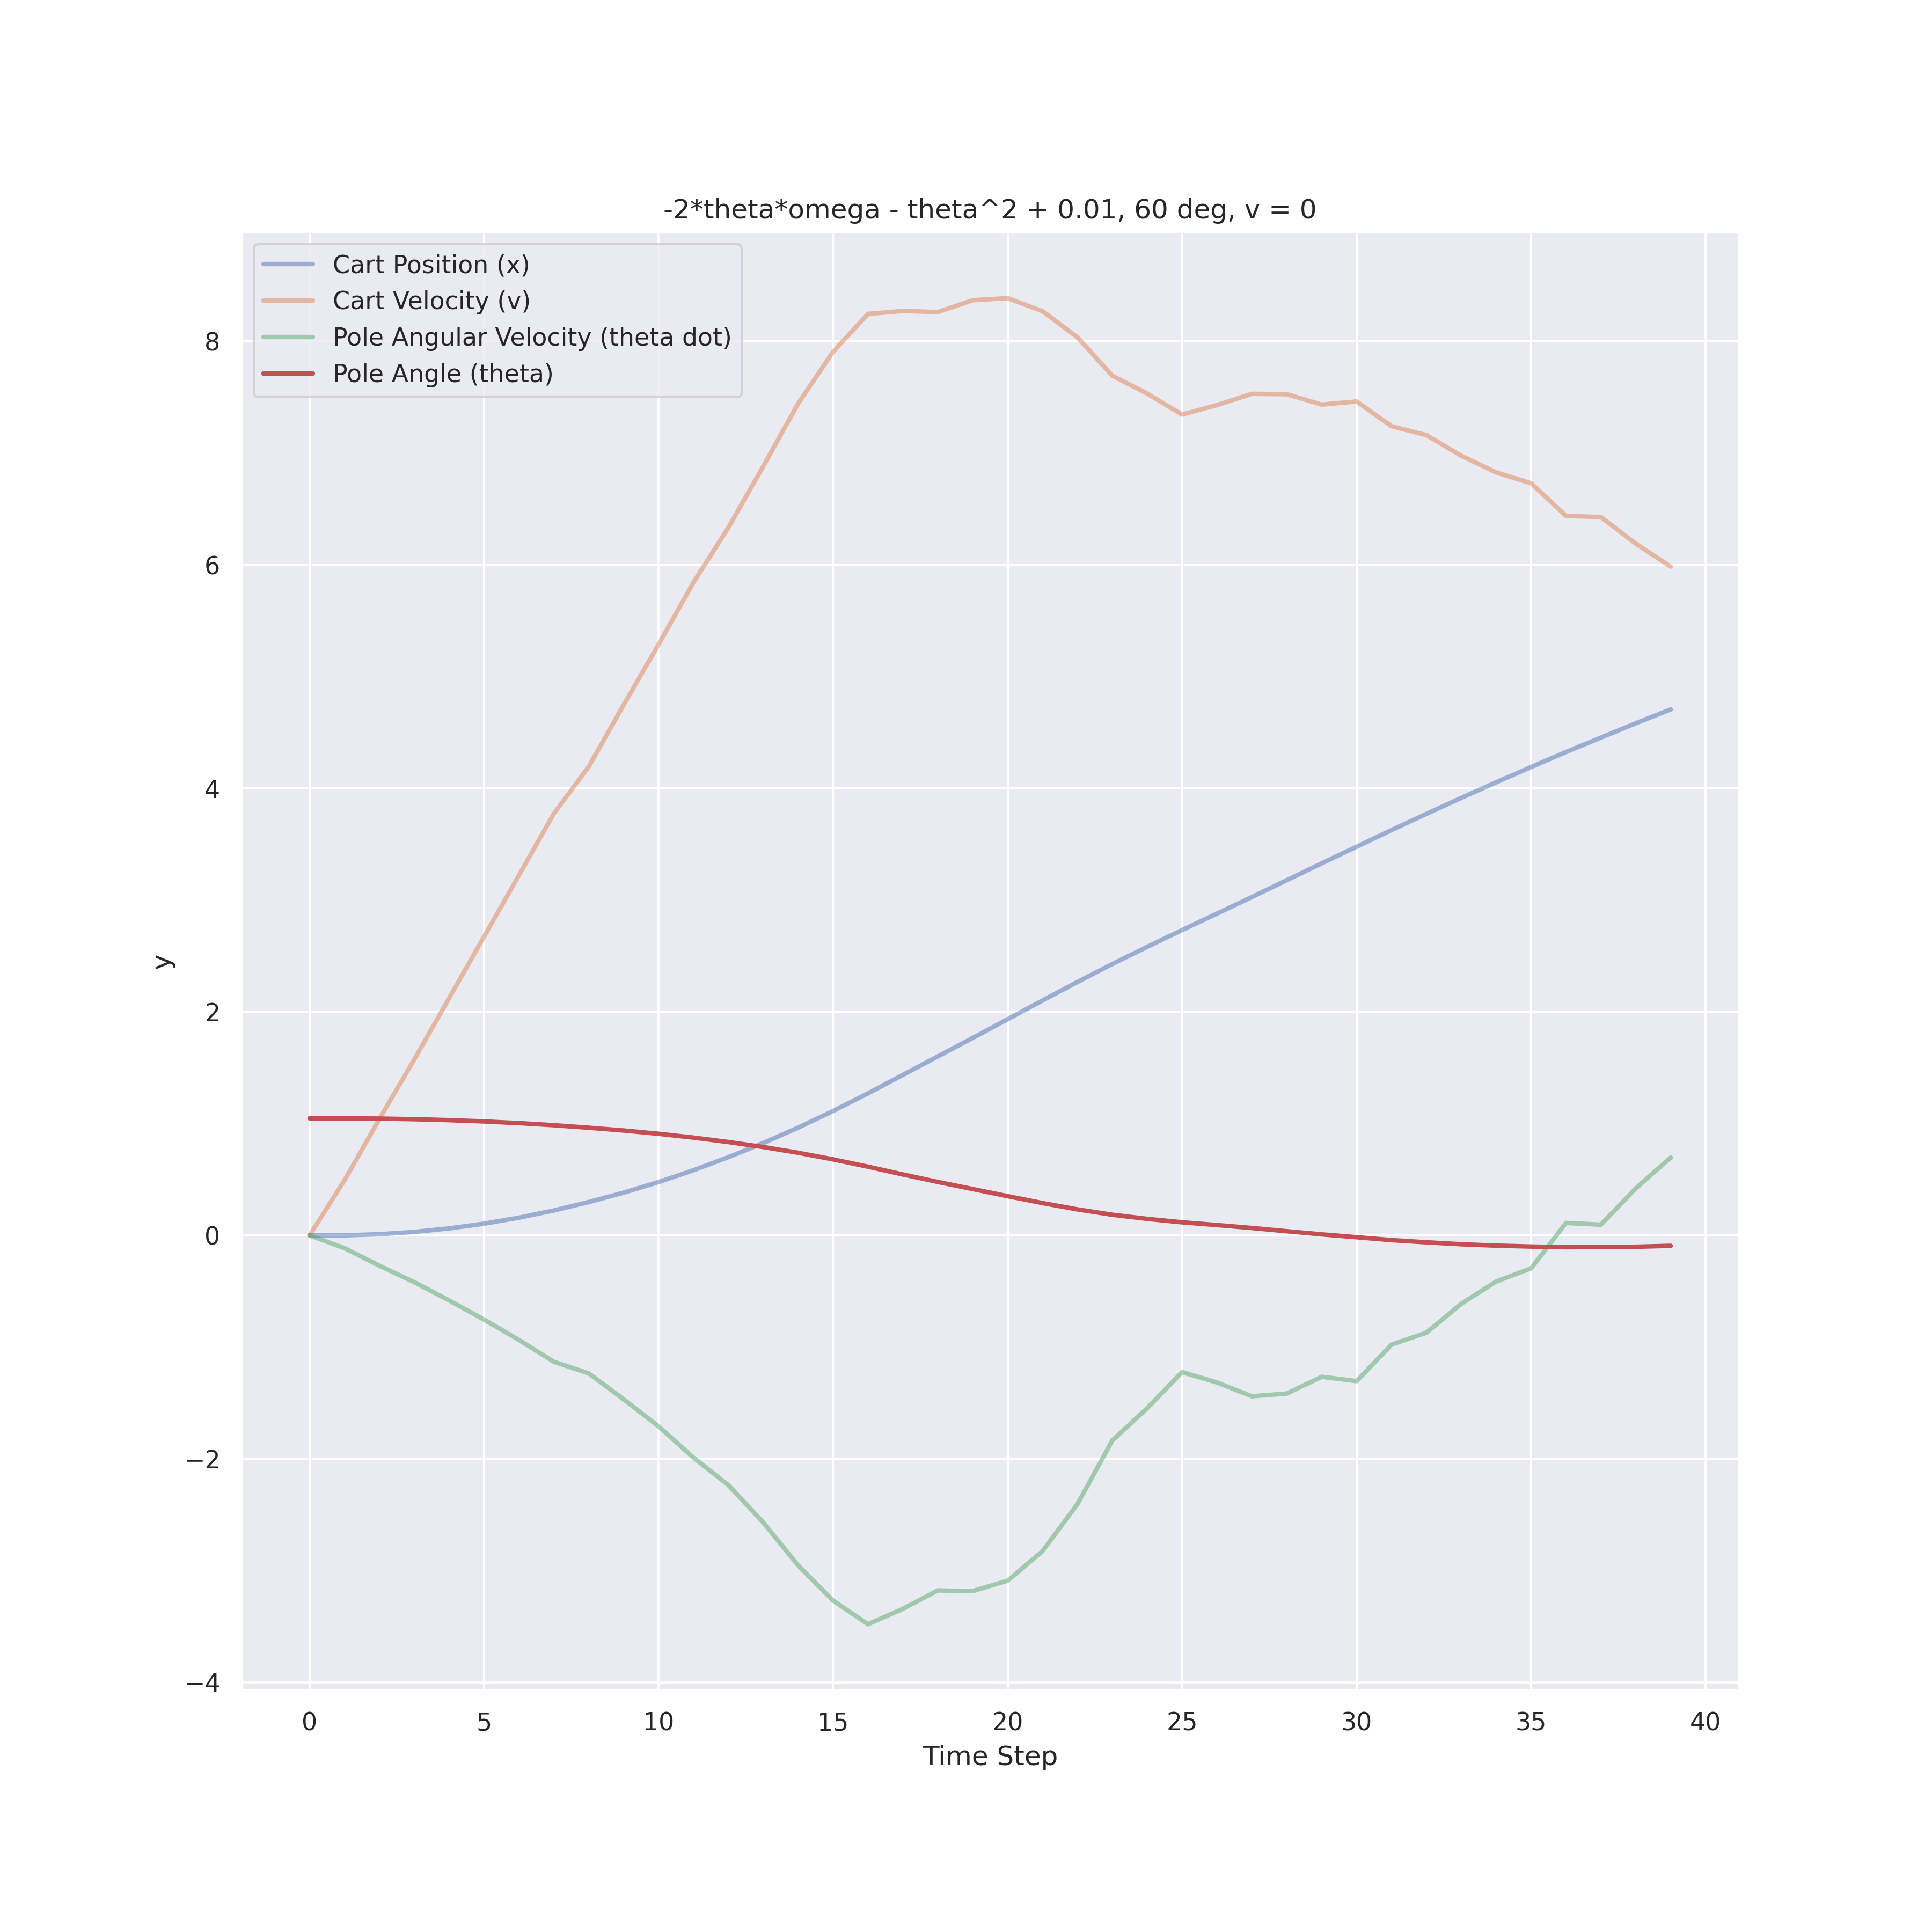 -2*theta*omega - theta^2 + 0.01, 60 deg, v = 0
Cart Position (x)
Cart Velocity (v)
Pole Angular Velocity (theta dot)
Pole Angle (theta)
8
6
4
2
0
−2
−4
y
0 5 10 15 20 25 30 35 40
Time Step